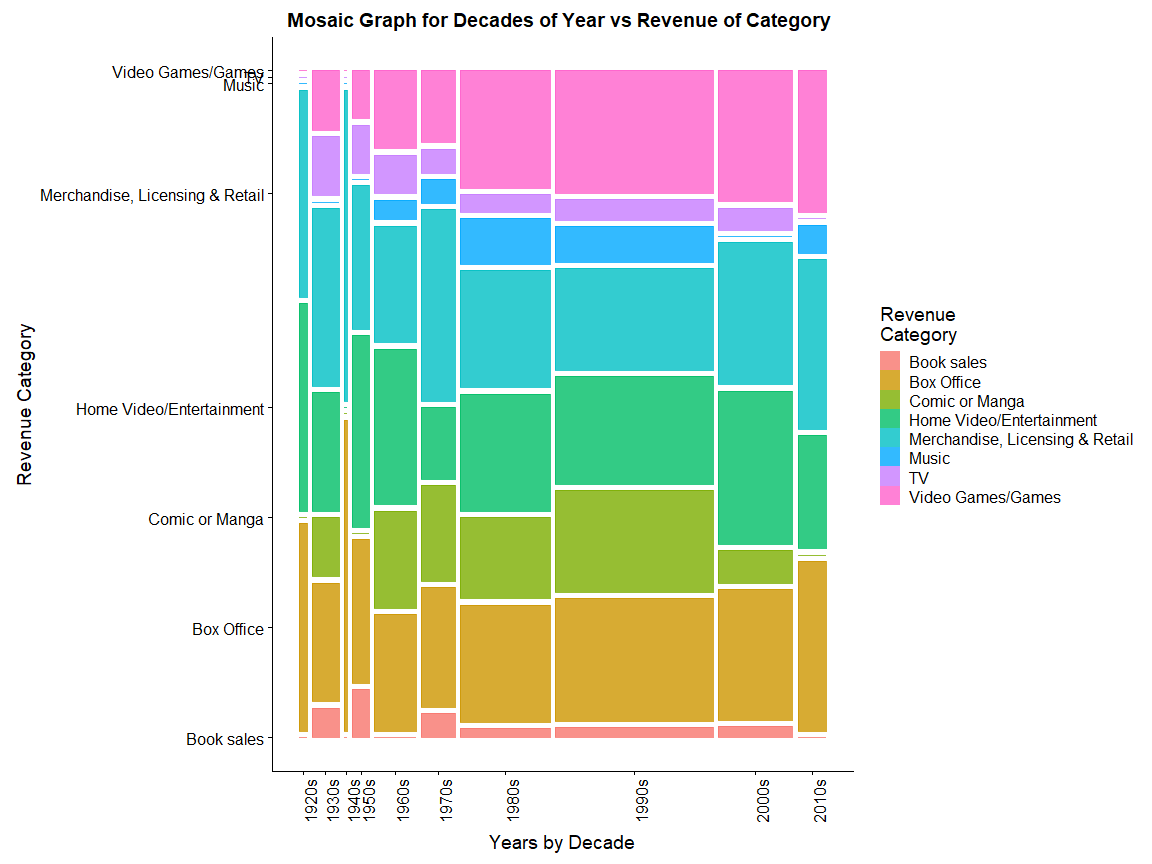 Mosaic Graph for Decades of Year vs Revenue of Category
Video Games/Games
TV
Music
Merchandise, Licensing & Retail
Home Video/Entertainment
Comic or Manga
Box Office
Book sales
Revenue Category
1920s
1930s
1940s
1950s
1960s
1970s
1980s
1990s
2000s
2010s
Years by Decade
Revenue
Category
Book sales
Box Office
Comic or Manga
Home Video/Entertainment
Merchandise, Licensing & Retail
Music
TV
Video Games/Games